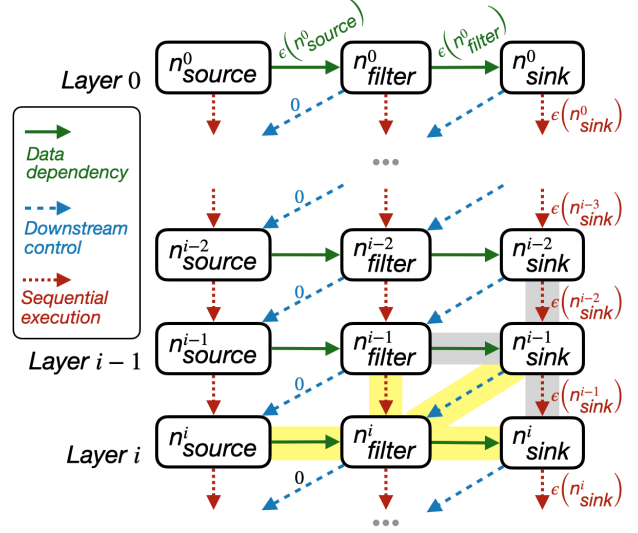 ϵ(n⁰source) ϵ(n⁰filter)
Layer 0 n⁰source n⁰filter n⁰sink
0 ϵ(n⁰sink)
Data
dependency
Downstream
control
Sequential
execution
...
0 ϵ(nⁱ⁻³sink)
nⁱ⁻²source nⁱ⁻²filter nⁱ⁻²sink
0 ϵ(nⁱ⁻²sink)
Layer i−1 nⁱ⁻¹source nⁱ⁻¹filter nⁱ⁻¹sink
0 ϵ(nⁱ⁻¹sink)
Layer i nⁱsource nⁱfilter nⁱsink
0 ϵ(nⁱsink)
...